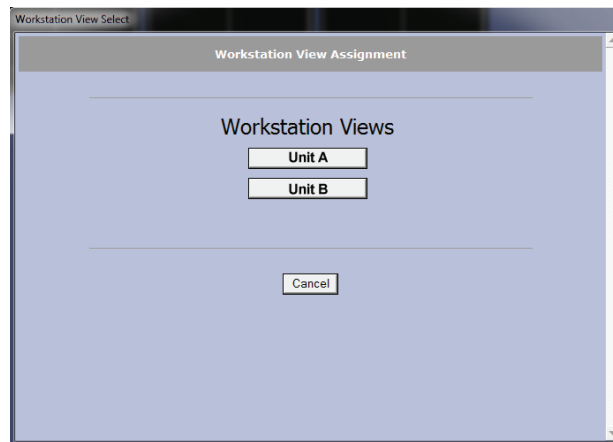 Workstation View Select
Workstation View Assignment
Workstation Views
Unit A
Unit B
Cancel